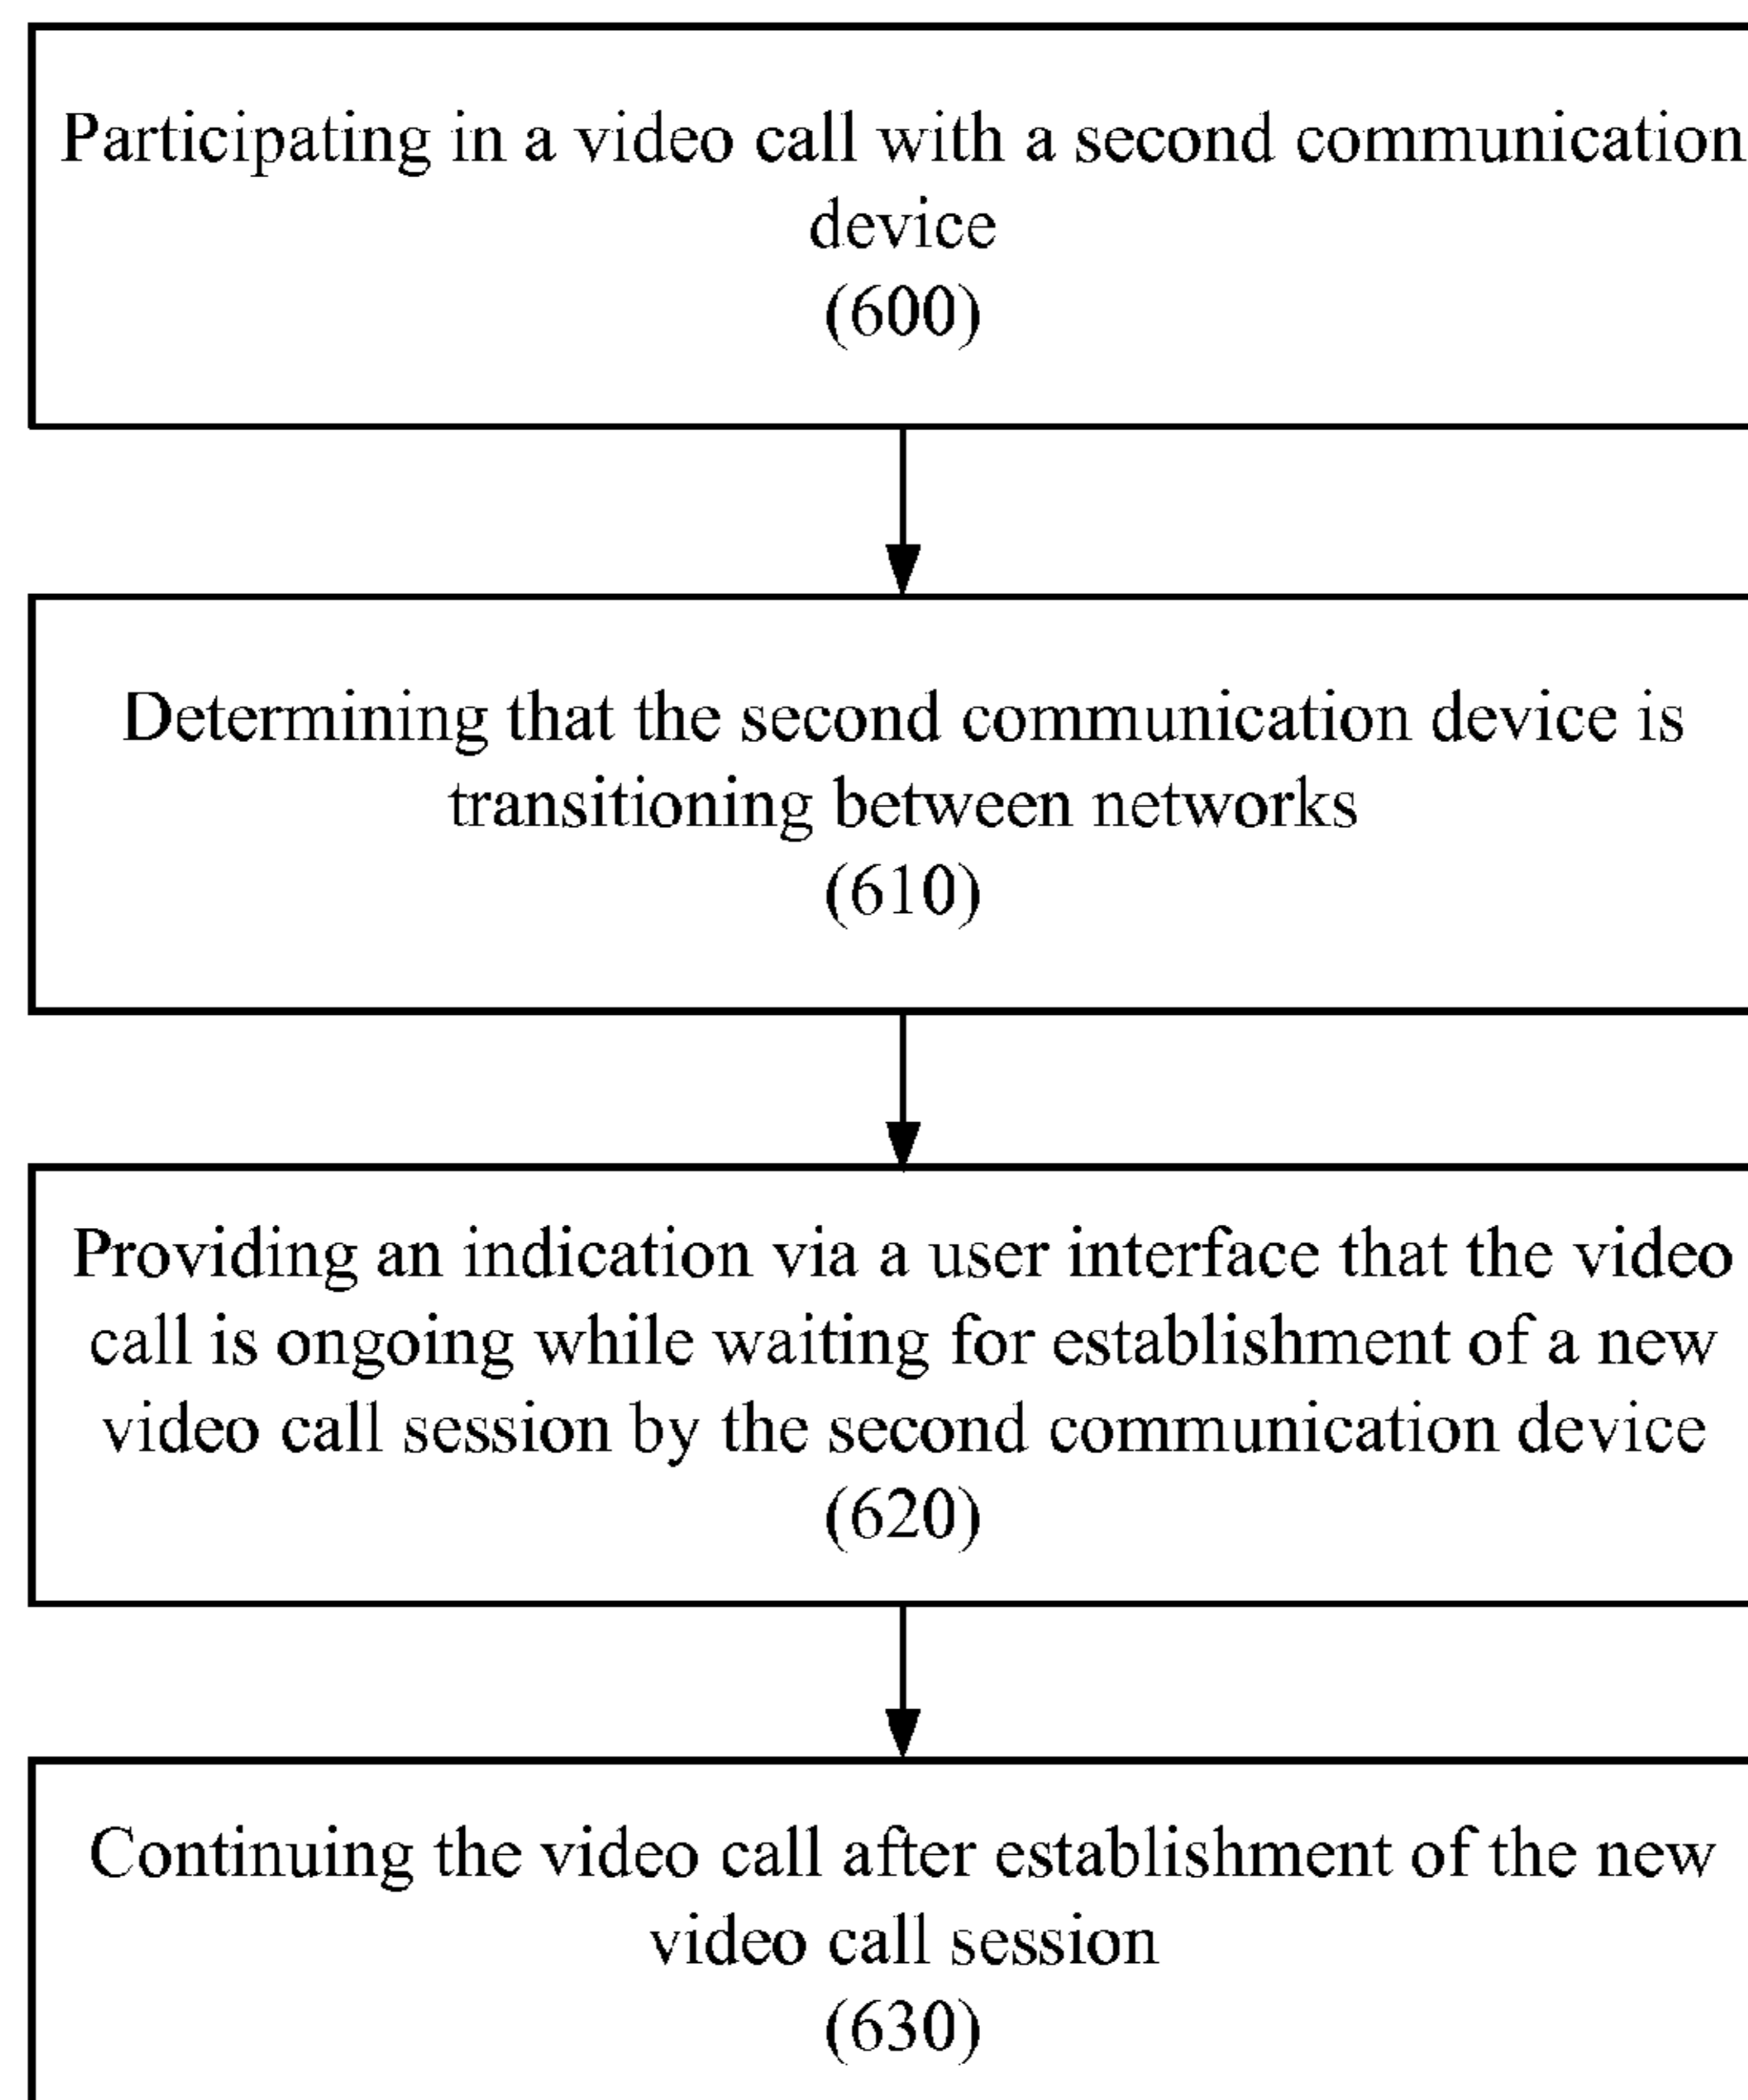 Participating in a video call with a second communication
device
(600)
Determining that the second communication device is
transitioning between networks
(610)
Providing an indication via a user interface that the video
call is ongoing while waiting for establishment of a new
video call session by the second communication device
(620)
Continuing the video call after establishment of the new
video call session
(630)